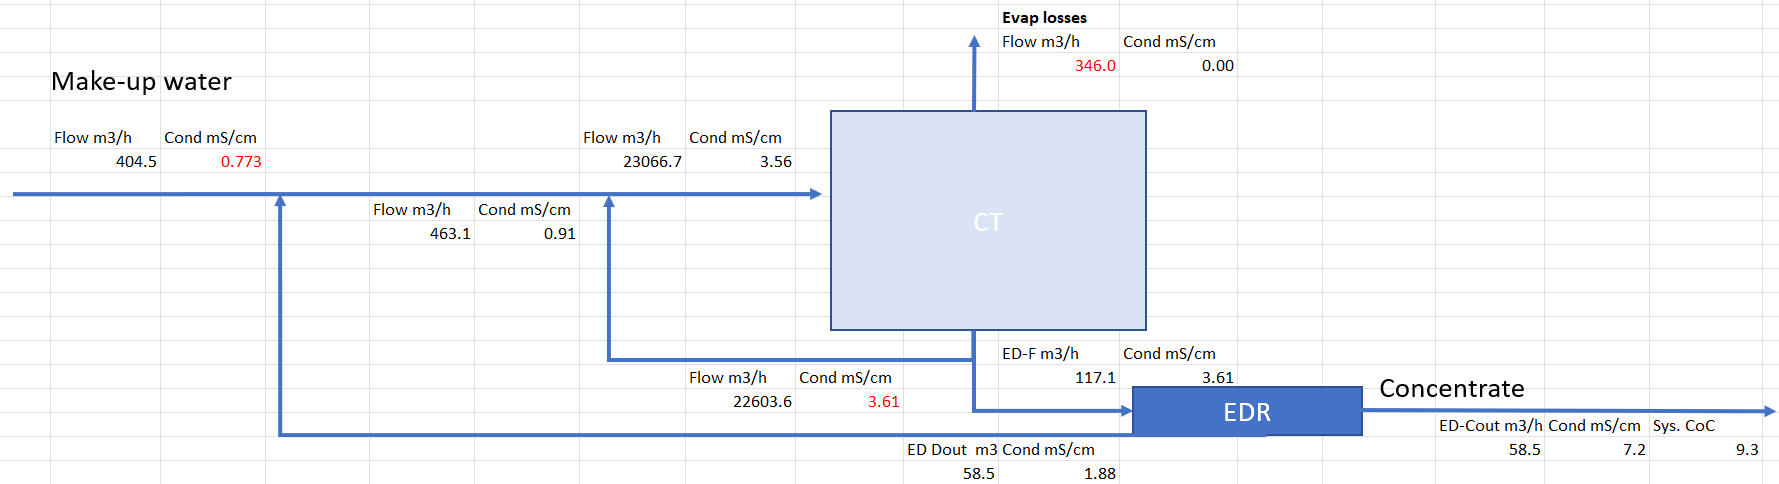 Evap losses
Flow m3/h Cond mS/cm
346.0 0.00
Make-up water
Flow m3/h Cond mS/cm
404.5 0.773
Flow m3/h Cond mS/cm
23066.7 3.56
Flow m3/h Cond mS/cm
463.1 0.91
CT
ED-F m3/h Cond mS/cm
117.1 3.61
Flow m3/h Cond mS/cm
22603.6 3.61
EDR
Concentrate
ED-Cout m3/h Cond mS/cm Sys. CoC
58.5 7.2 9.3
ED Dout m3 Cond mS/cm
58.5 1.88